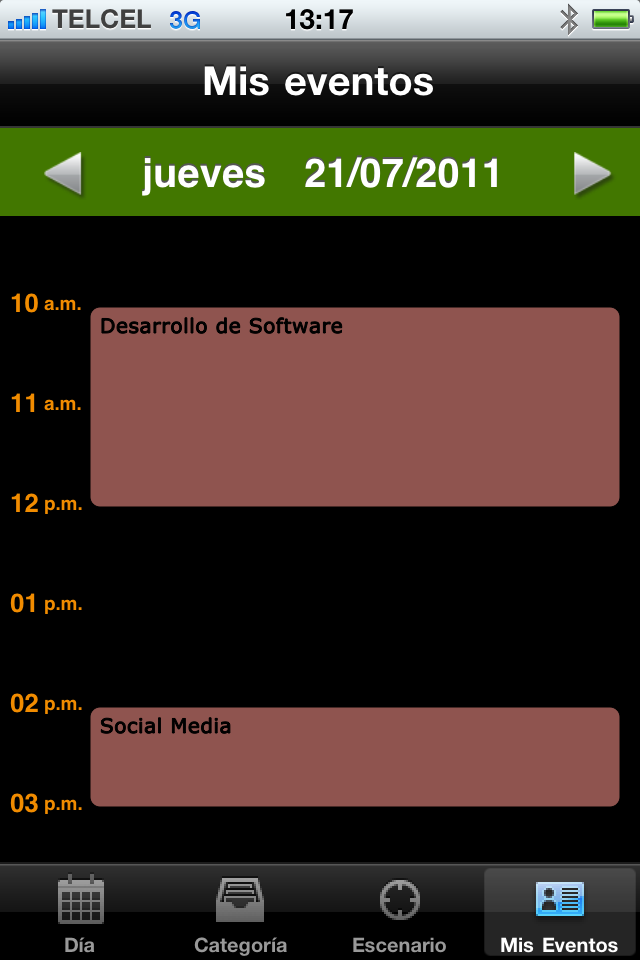 TELCEL 3G 13:17
Mis eventos
jueves 21/07/2011
10 a.m.
Desarrollo de Software
11 a.m.
12 p.m.
01 p.m.
02 p.m.
Social Media
03 p.m.
Día Categoría Escenario Mis Eventos